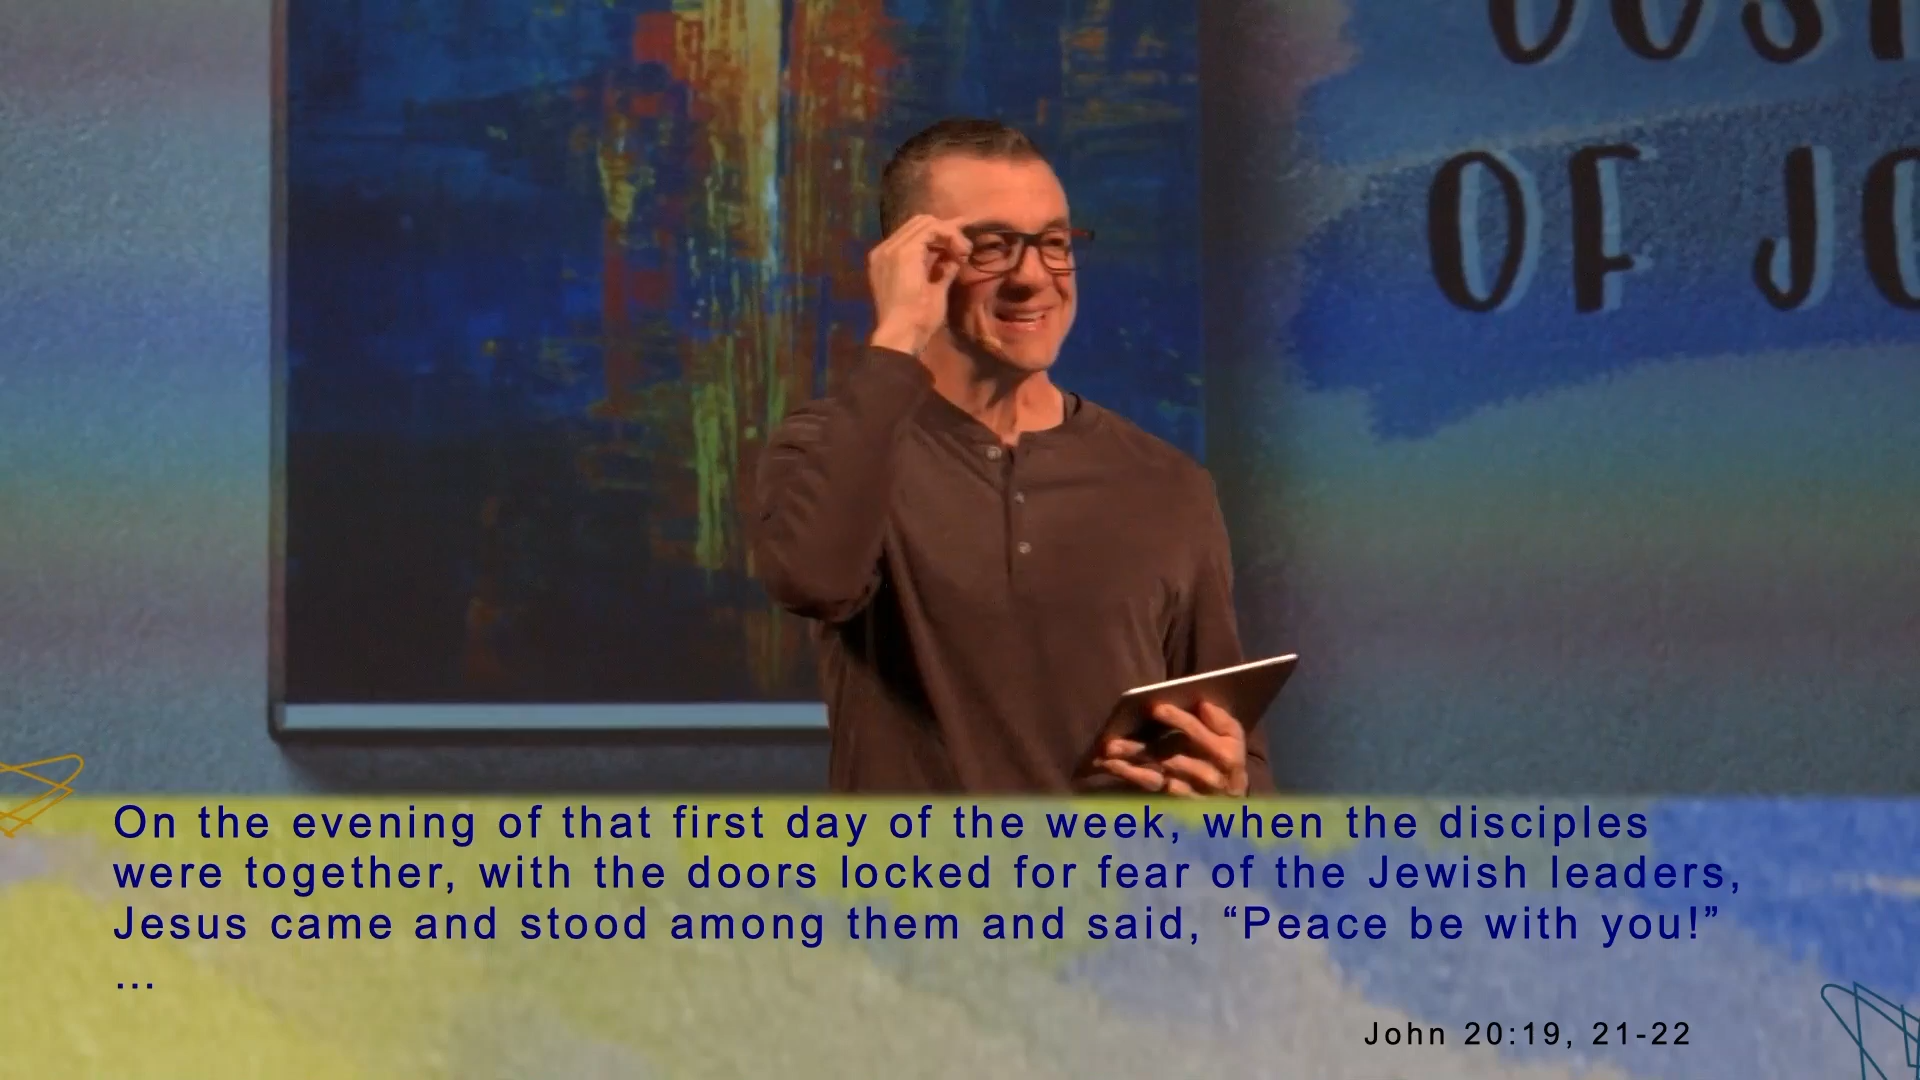 OF
On the evening of that first day of the week, when the disciples
were together, with the doors locked for fear of the Jewish leaders,
Jesus came and stood among them and said, “Peace be with you!”
...
John 20:19, 21-22